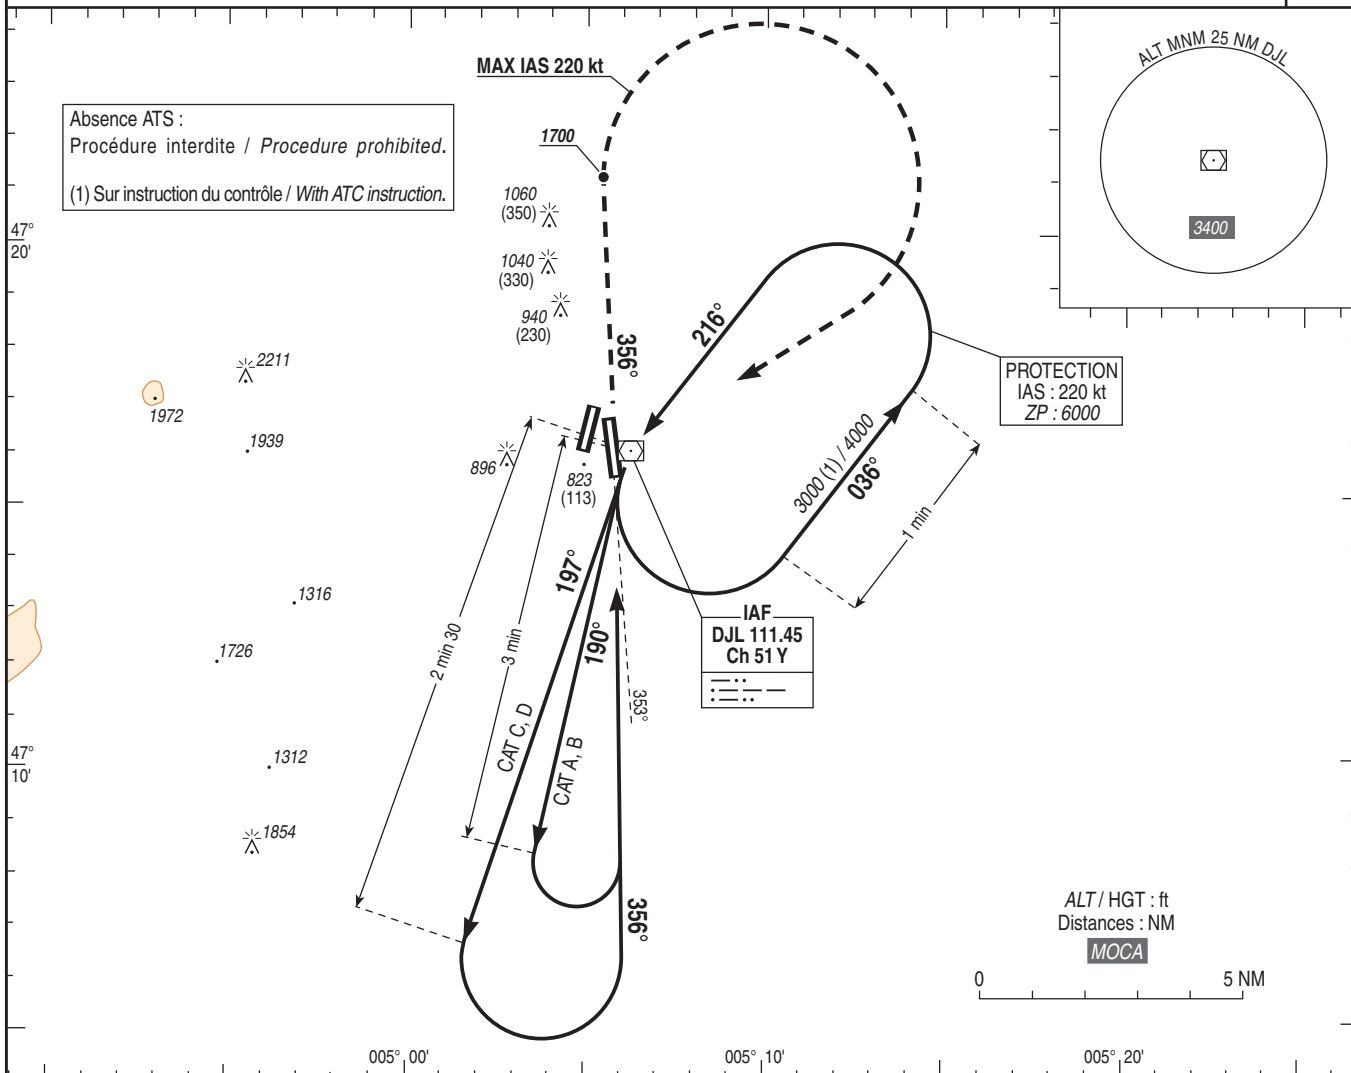 MAX IAS 220 kt
ALT MNM 25 NM DJL
3400
Absence ATS :
Procédure interdite / Procedure prohibited.
(1) Sur instruction du contrôle / With ATC instruction.
1700
1060
(350)
1040
(330)
940
(230)
47°
20'
216°
356°
PROTECTION
IAS : 220 kt
ZP : 6000
2211
1972
1939
896
823
(113)
3000 (1) / 4000
036°
1 min
197°
190°
1316
1726
2 min 30
3 min
IAF
DJL 111.45
Ch 51 Y
353°
CAT C, D
CAT A, B
47°
10'
1312
1854
356°
ALT / HGT : ft
Distances : NM
MOCA
0 5 NM
005° 00' 005° 10' 005° 20'